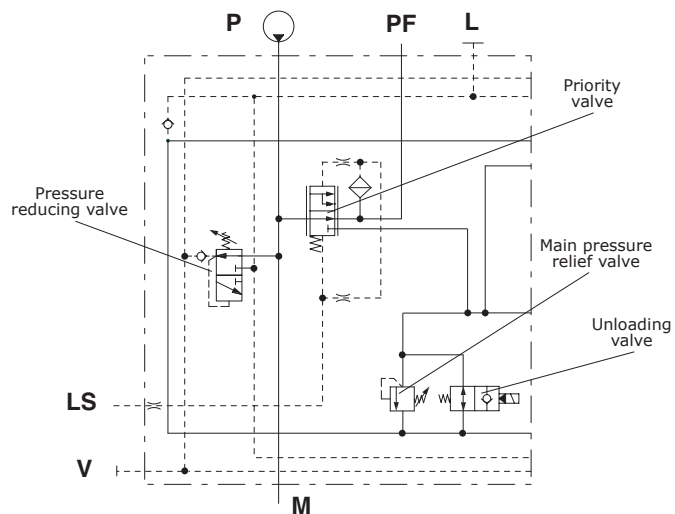 P
PF
L
Priority
valve
Pressure
reducing valve
Main pressure
relief valve
Unloading
valve
LS
V
M